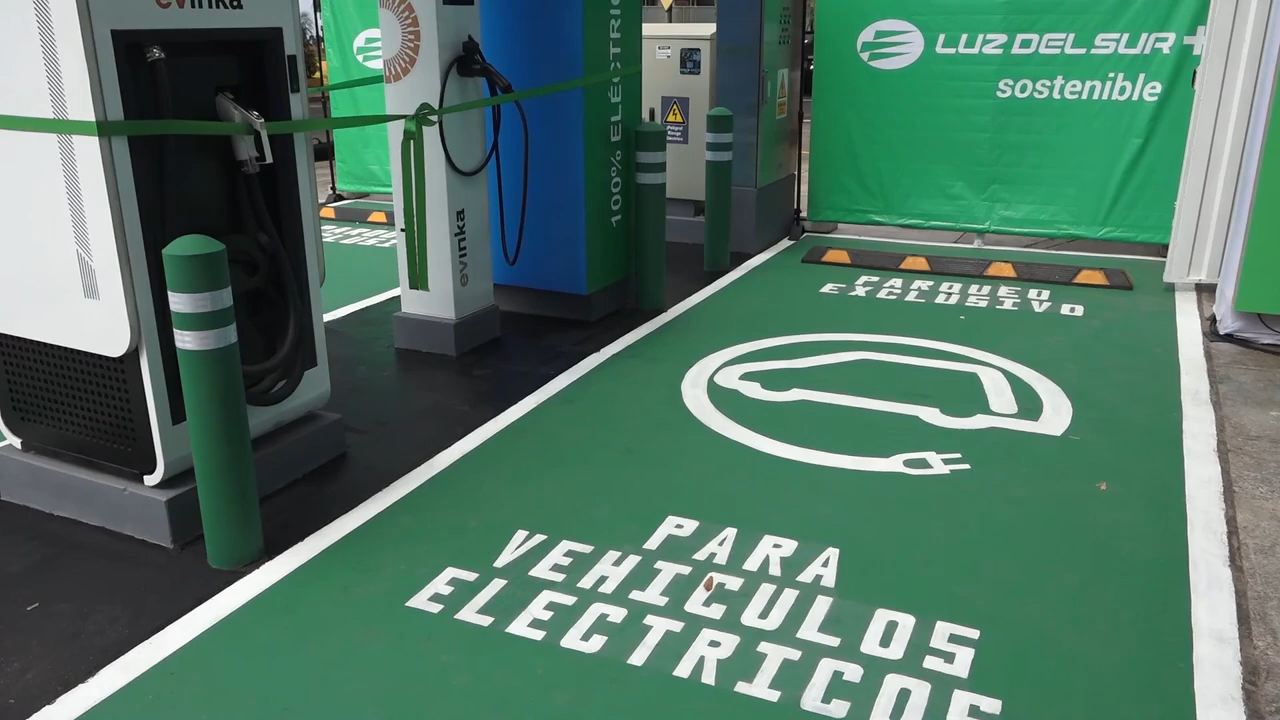 evinka
LUZ DEL SUR+
sostenible
100% ELÉCTRIC
evinka
PARQUEO
EXCLUSIVO
PARA
VEHICULOS
ELECTRICOS